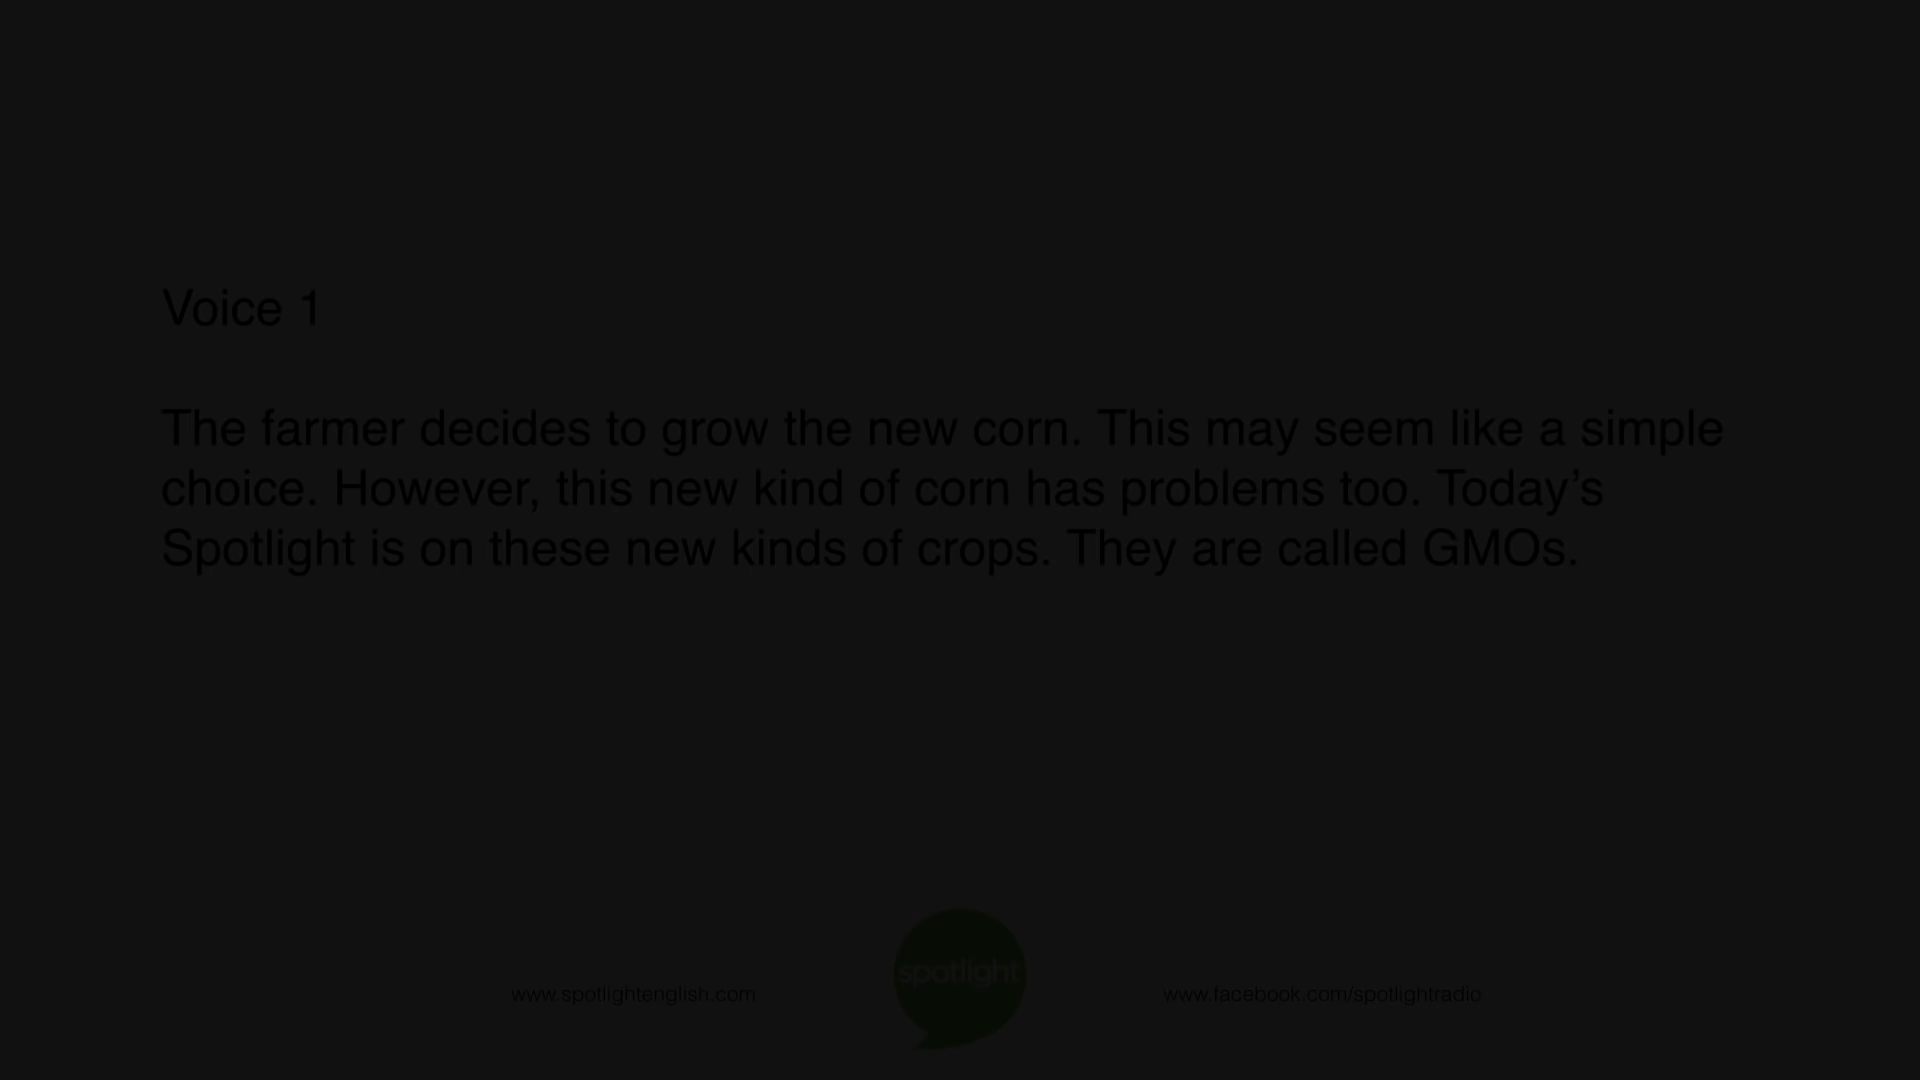 Voice 1
The farmer decides to grow the new corn. This may seem like a simple
choice. However, this new kind of corn has problems too. Today’s
Spotlight is on these new kinds of crops. They are called GMOs.
spotlight
www.spotlightenglish.com
www.facebook.com/spotlightradio